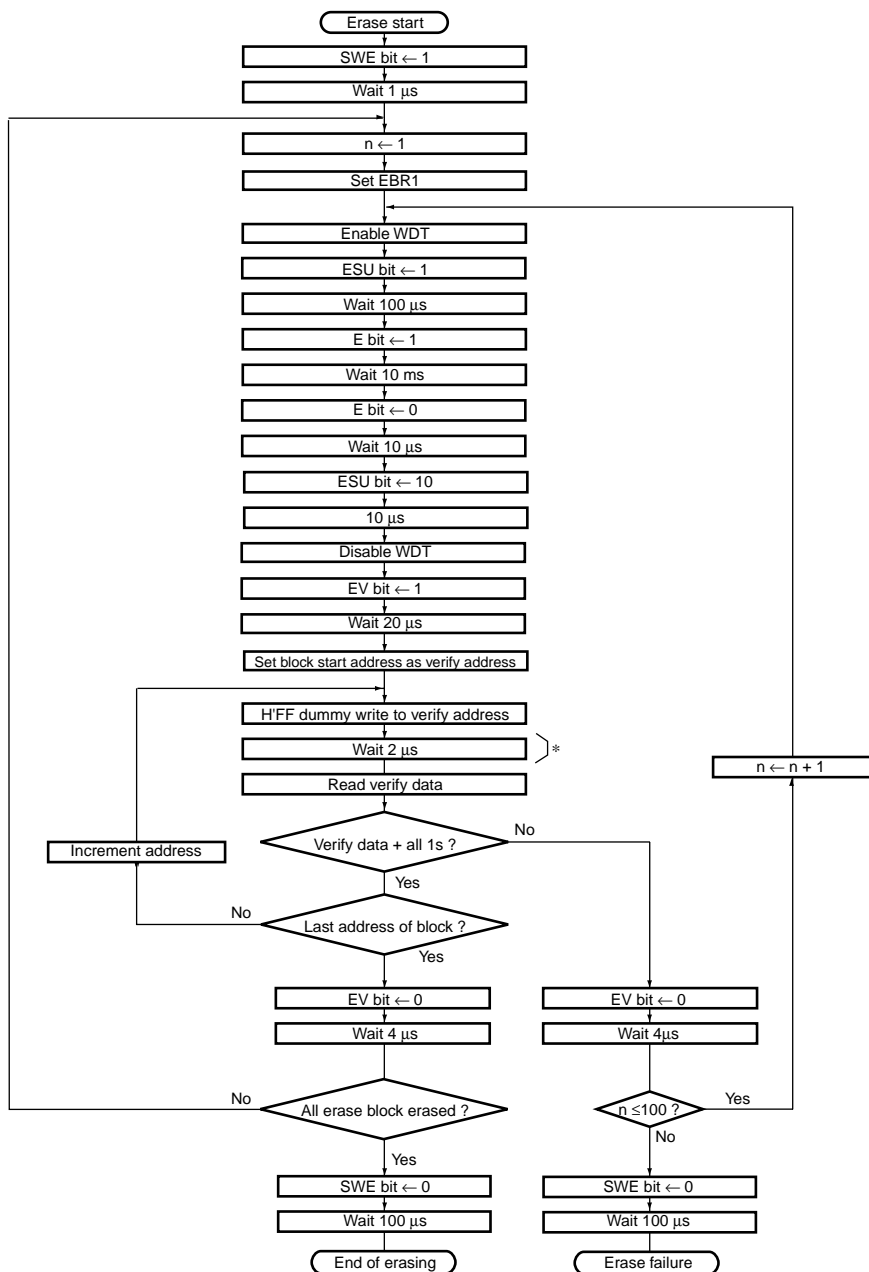 Erase start
SWE bit ← 1
Wait 1 µs
n ← 1
Set EBR1
Enable WDT
ESU bit ← 1
Wait 100 µs
E bit ← 1
Wait 10 ms
E bit ← 0
Wait 10 µs
ESU bit ← 10
10 µs
Disable WDT
EV bit ← 1
Wait 20 µs
Set block start address as verify address
H'FF dummy write to verify address
Wait 2 µs
*
n ← n + 1
Read verify data
No
Verify data + all 1s ?
Increment address
Yes
No
Last address of block ?
Yes
EV bit ← 0
EV bit ← 0
Wait 4 µs
Wait 4µs
No
All erase block erased ?
n ≤100 ?
Yes
No
Yes
SWE bit ← 0
SWE bit ← 0
Wait 100 µs
Wait 100 µs
End of erasing
Erase failure